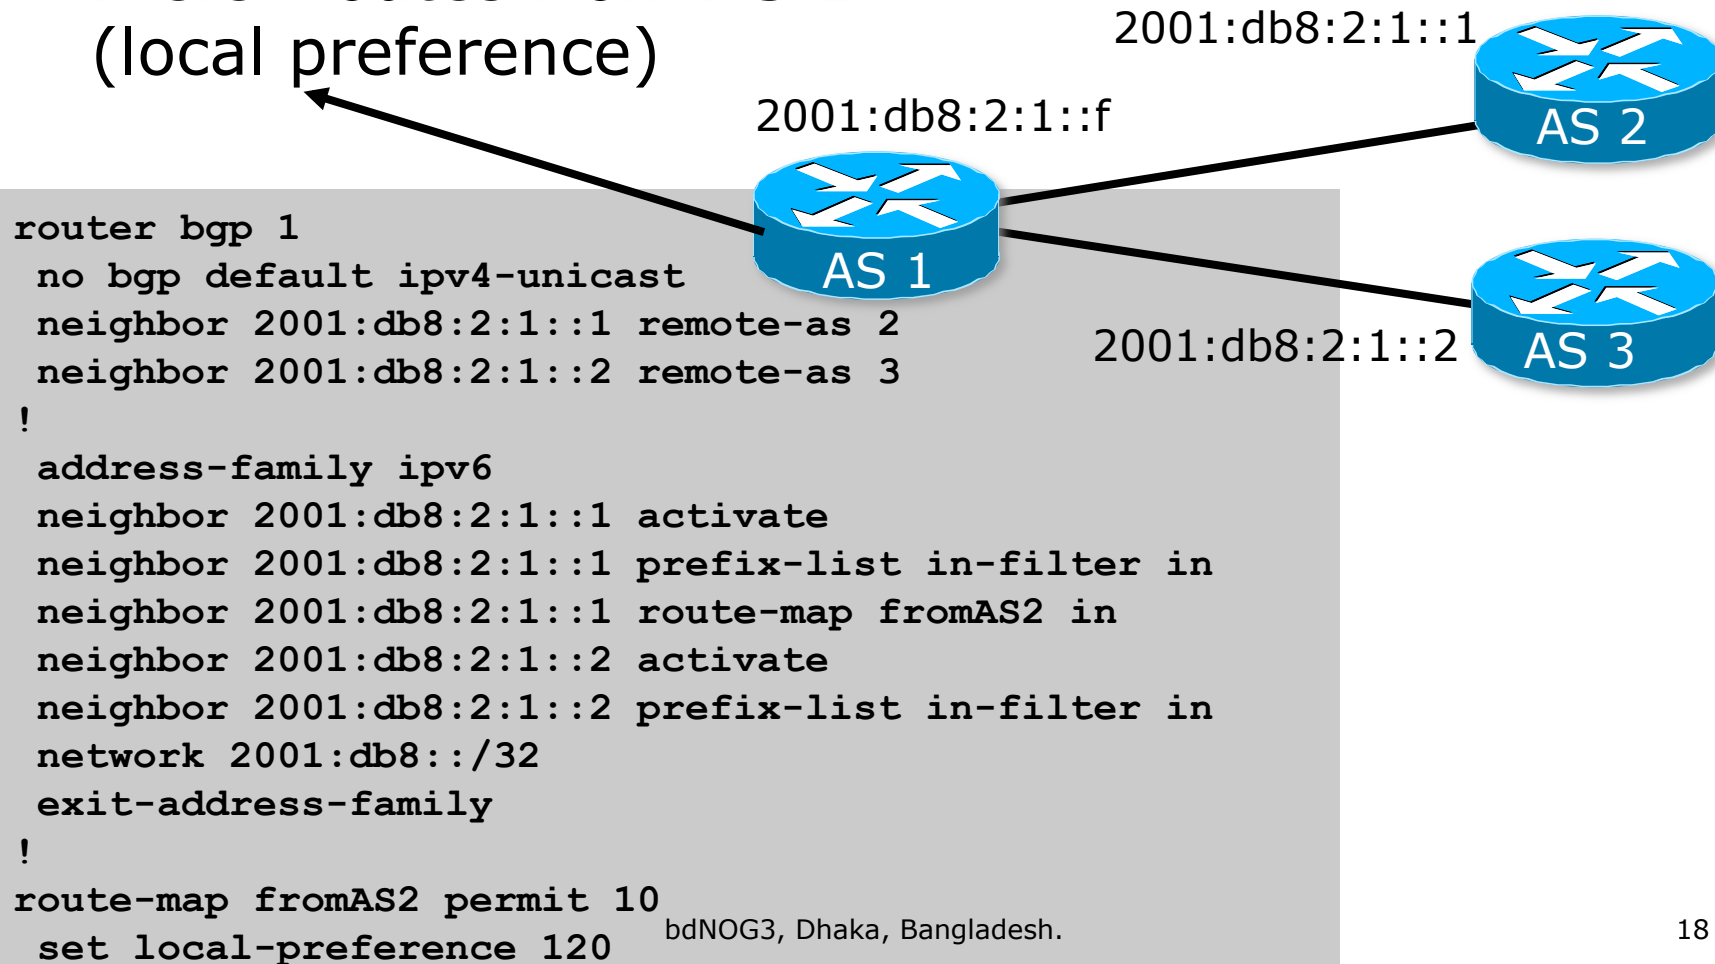 (local preference)
2001:db8:2:1::1
AS 2
2001:db8:2:1::f
AS 1
2001:db8:2:1::2
AS 3
router bgp 1
no bgp default ipv4-unicast
neighbor 2001:db8:2:1::1 remote-as 2
neighbor 2001:db8:2:1::2 remote-as 3
!
address-family ipv6
neighbor 2001:db8:2:1::1 activate
neighbor 2001:db8:2:1::1 prefix-list in-filter in
neighbor 2001:db8:2:1::1 route-map fromAS2 in
neighbor 2001:db8:2:1::2 activate
neighbor 2001:db8:2:1::2 prefix-list in-filter in
network 2001:db8::/32
exit-address-family
!
route-map fromAS2 permit 10
set local-preference 120
bdNOG3, Dhaka, Bangladesh.
18